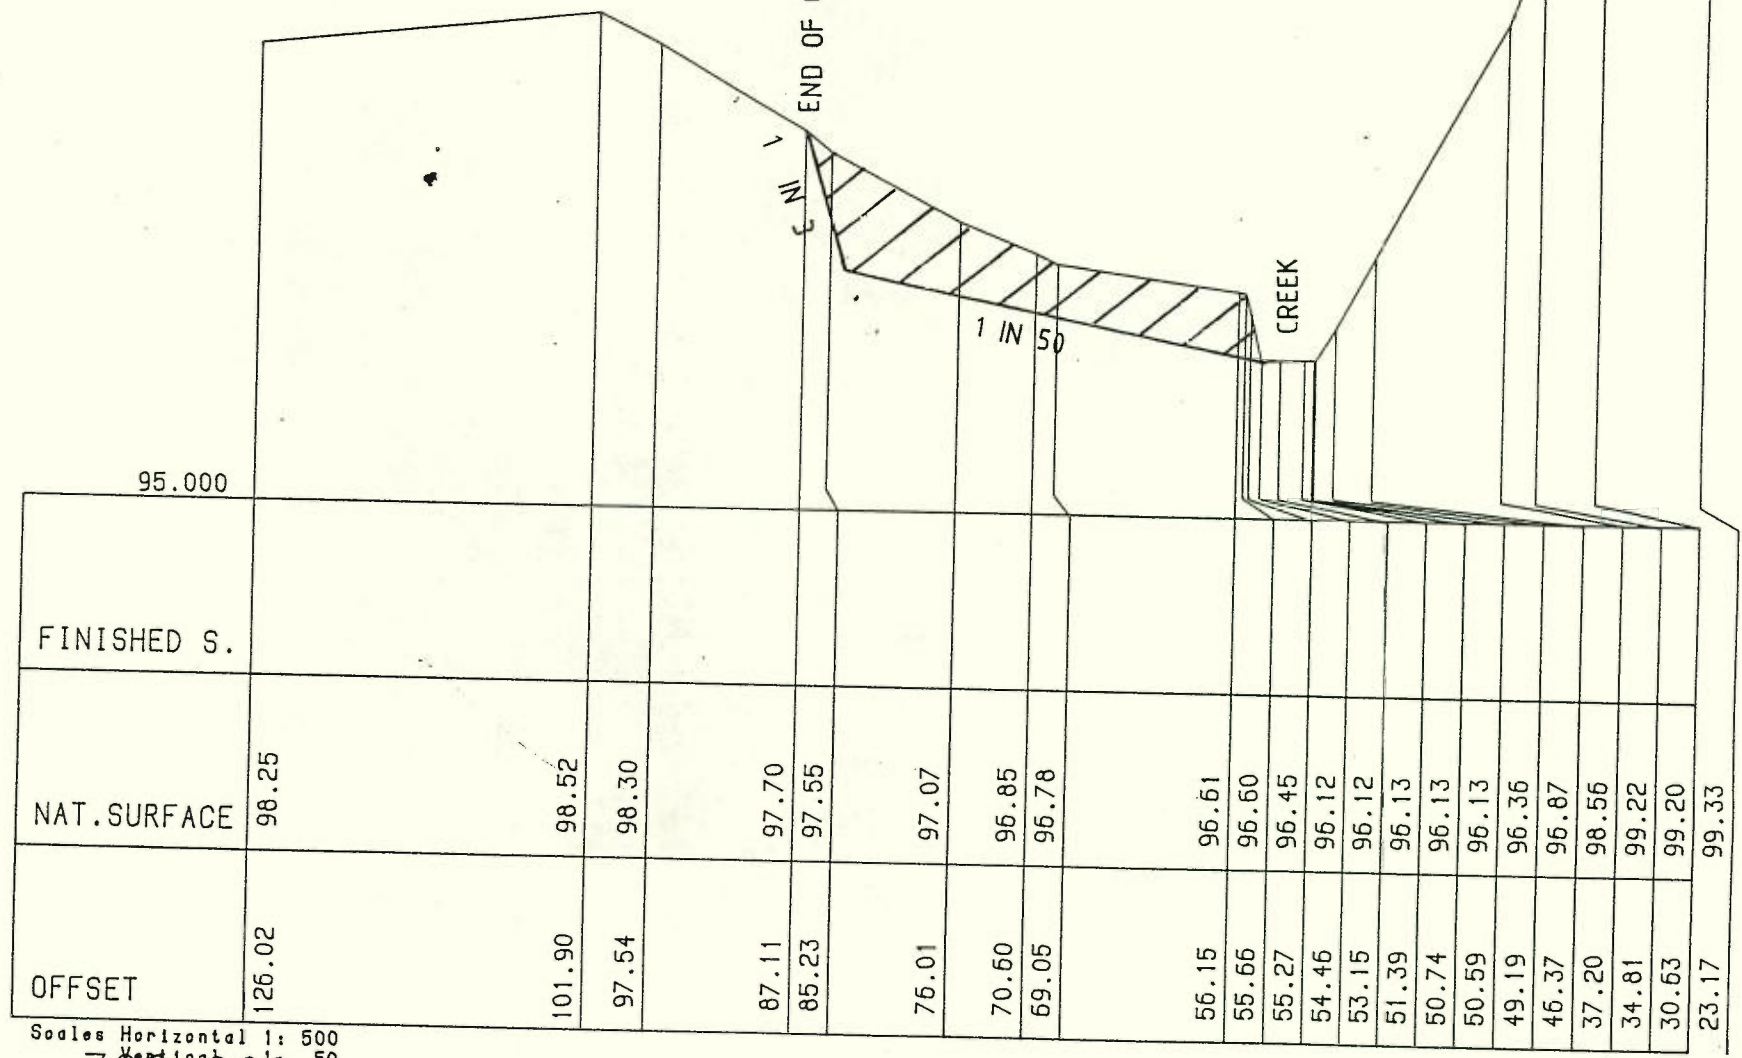 END OF
1 IN 3
1 IN 50
CREEK
95.000
FINISHED S.
NAT.SURFACE 98.25 98.52 98.30 97.70 97.55 97.07 96.85 96.78 96.61 96.60 96.45 96.12 96.12 96.13 96.13 96.13 96.36 96.87 98.56 99.22 99.20 99.33
OFFSET 126.02 101.90 97.54 87.11 85.23 76.01 70.60 69.05 56.15 55.66 55.27 54.46 53.15 51.39 50.74 50.59 49.19 46.37 37.20 34.81 30.63 23.17
Scales Horizontal 1: 500
50